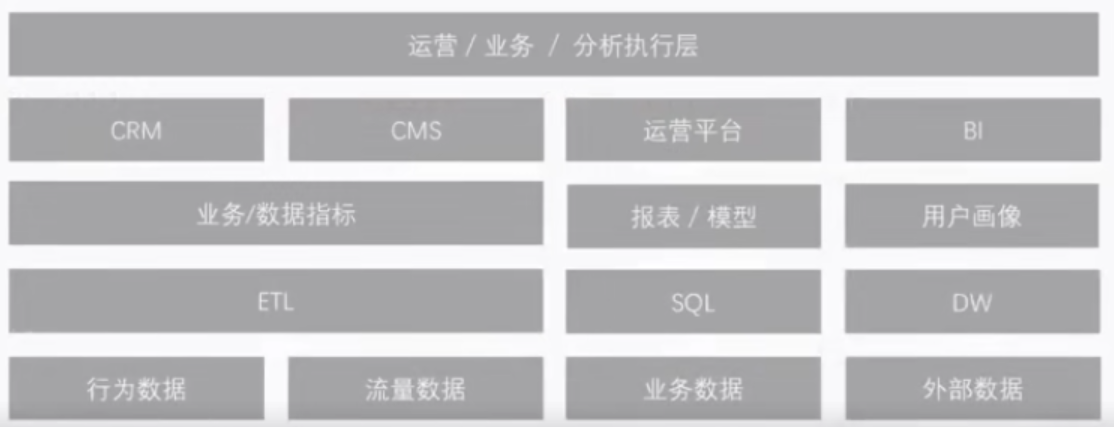 运营 / 业务 / 分析执行层
CRM CMS 运营平台 BI
业务/数据指标 报表 / 模型 用户画像
ETL SQL DW
行为数据 流量数据 业务数据 外部数据